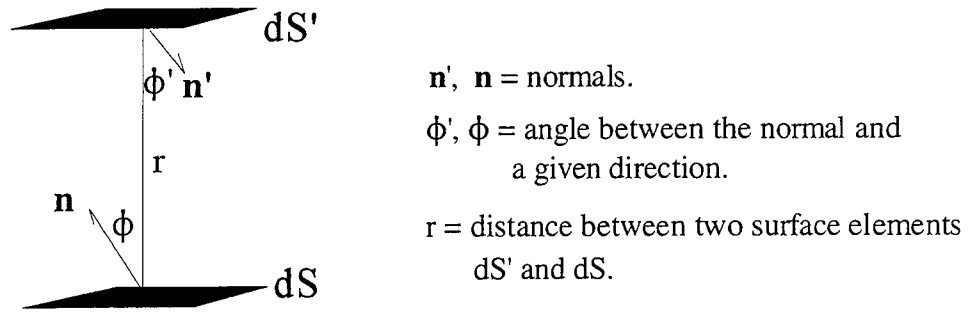 dS'
ϕ' n'
r
n
ϕ
dS
n', n = normals.
ϕ', ϕ = angle between the normal and
a given direction.
r = distance between two surface elements
dS' and dS.